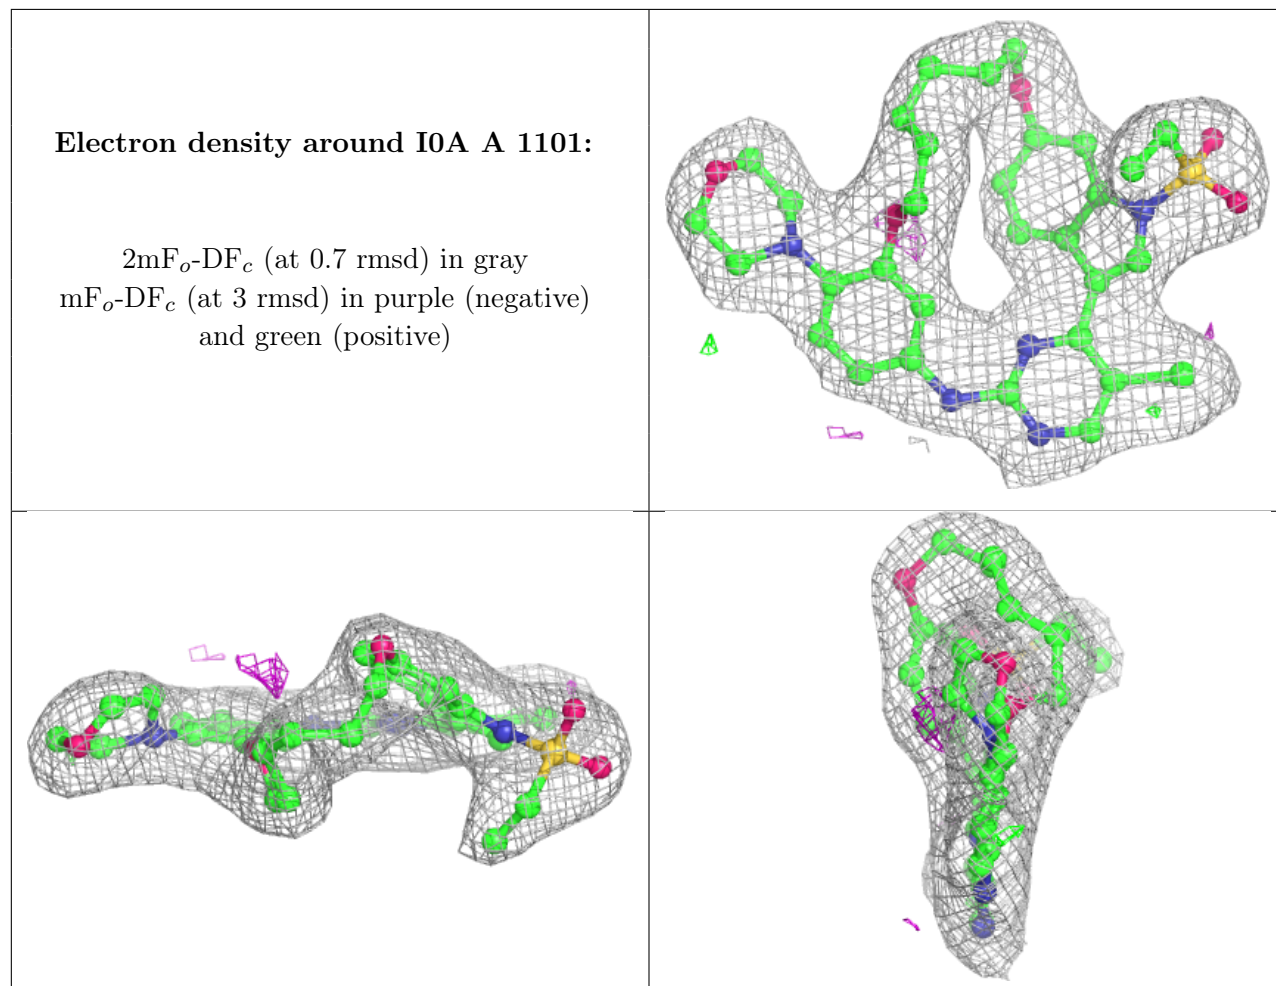 Electron density around I0A A 1101:
2mFo-DFc (at 0.7 rmsd) in gray
mFo-DFc (at 3 rmsd) in purple (negative)
and green (positive)